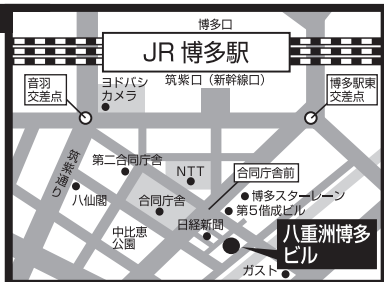 博多口
JR 博多駅
筑紫口（新幹線口）
音羽
交差点
ヨドバシ
カメラ
博多駅東
交差点
筑紫通り
第二合同庁舎
NTT
合同庁舎前
八仙閣
合同庁舎
博多スターレーン
第5偕成ビル
日経新聞
中比恵
公園
八重洲博多
ビル
ガスト